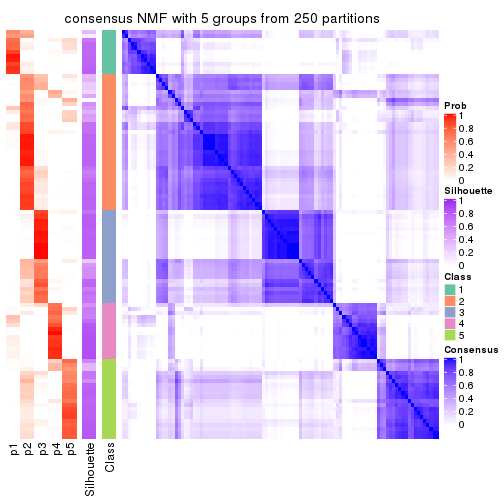 consensus NMF with 5 groups from 250 partitions
Prob
1
0.8
0.6
0.4
0.2
0
Silhouette
1
0.8
0.6
0.4
0.2
0
Class
1
2
3
4
5
Consensus
1
0.8
0.6
0.4
0.2
0
p1
p2
p3
p4
p5
Silhouette
Class